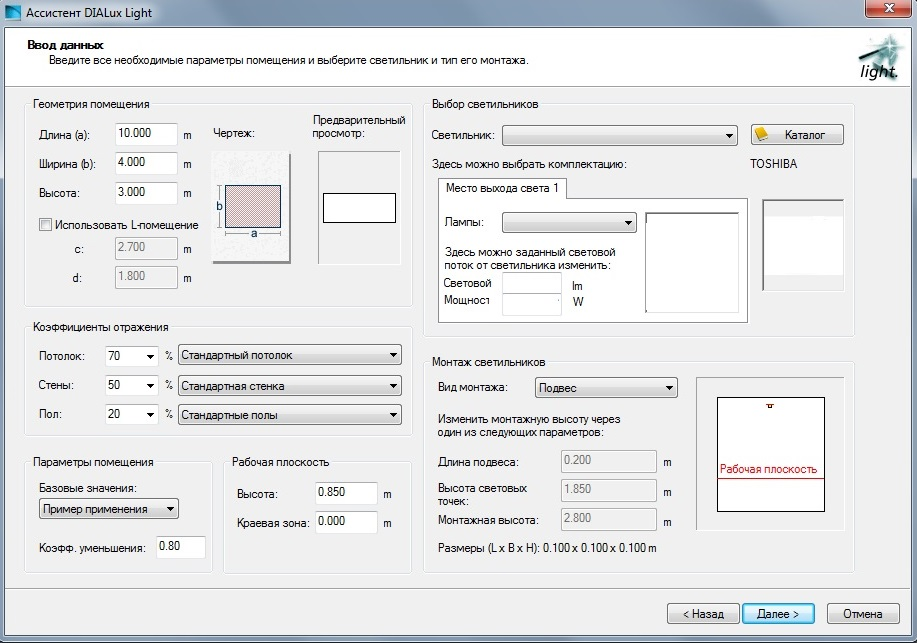 Ассистент DIALux Light
Ввод данных
Введите все необходимые параметры помещения и выберите светильник и тип его монтажа.
light.
Геометрия помещения
Длина (a): 10.000 m
Ширина (b): 4.000 m
Высота: 3.000 m
Использовать L-помещение
c: 2.700 m
d: 1.800 m
Чертеж:
b
a
Предварительный
просмотр:
Коэффициенты отражения
Потолок: 70 % Стандартный потолок
Стены: 50 % Стандартная стенка
Пол: 20 % Стандартные полы
Параметры помещения
Базовые значения:
Пример применения
Коэфф. уменьшения: 0.80
Рабочая плоскость
Высота: 0.850 m
Краевая зона: 0.000 m
Выбор светильников
Светильник: Каталог
Здесь можно выбрать комплектацию: TOSHIBA
Место выхода света 1
Лампы:
Здесь можно заданный световой
поток от светильника изменить:
Световой lm
Мощност W
Монтаж светильников
Вид монтажа: Подвес
Изменить монтажную высоту через
один из следующих параметров:
Длина подвеса: 0.200 m
Высота световых
точек: 1.850 m
Монтажная высота: 2.800 m
Размеры (L x B x H): 0.100 x 0.100 x 0.100 m
Рабочая плоскость
< Назад Далее > Отмена